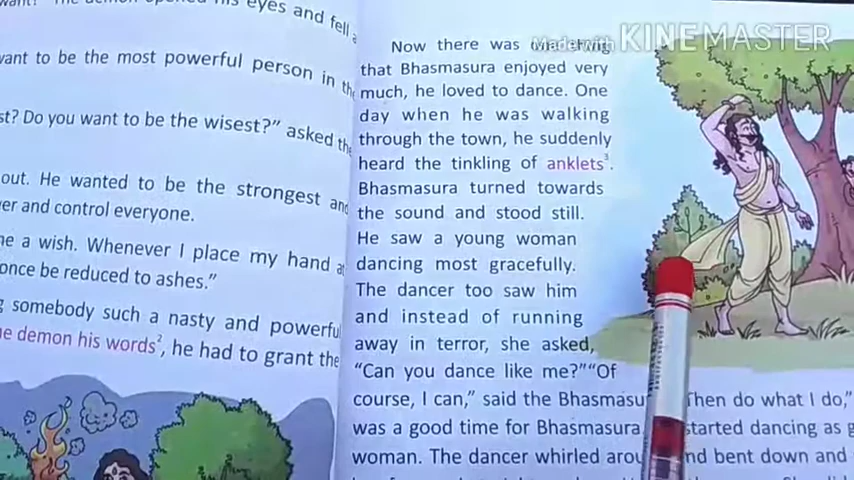 want? The demon opened his eyes and fell a
want to be the most powerful person in the
st? Do you want to be the wisest?" asked the
out. He wanted to be the strongest and
er and control everyone.
me a wish. Whenever I place my hand at
once be reduced to ashes."
g somebody such a nasty and powerful
e demon his words², he had to grant the
Now there was
Made with KINEMASTER
that Bhasmasura enjoyed very
much, he loved to dance. One
day when he was walking
through the town, he suddenly
heard the tinkling of anklets³.
Bhasmasura turned towards
the sound and stood still.
He saw a young woman
dancing most gracefully.
The dancer too saw him
and instead of running
away in terror, she asked,
"Can you dance like me?""Of
course, I can," said the Bhasmasu Then do what I do,"
was a good time for Bhasmasura. started dancing as g
woman. The dancer whirled arou nd bent down and